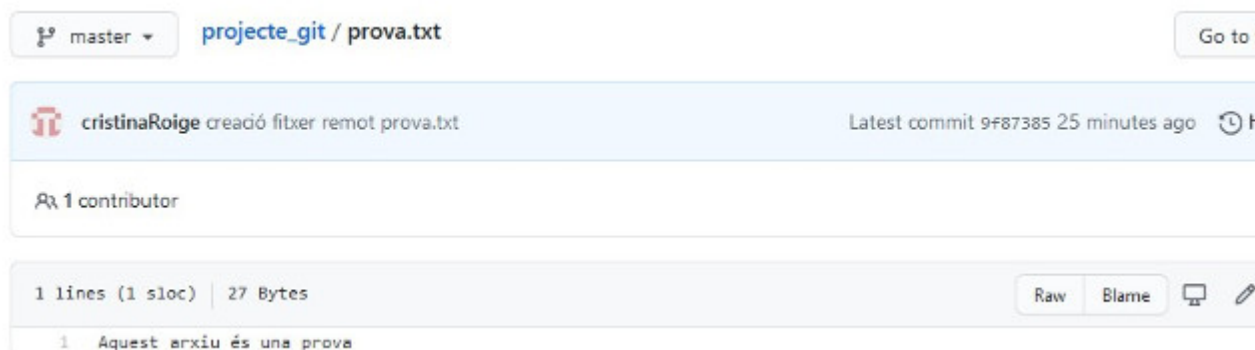 master projecte_git / prova.txt Go to
cristinaRoige creació fitxer remot prova.txt Latest commit 9f87385 25 minutes ago H
1 contributor
1 lines (1 sloc) 27 Bytes Raw Blame
1 Aquest arxiu és una prova